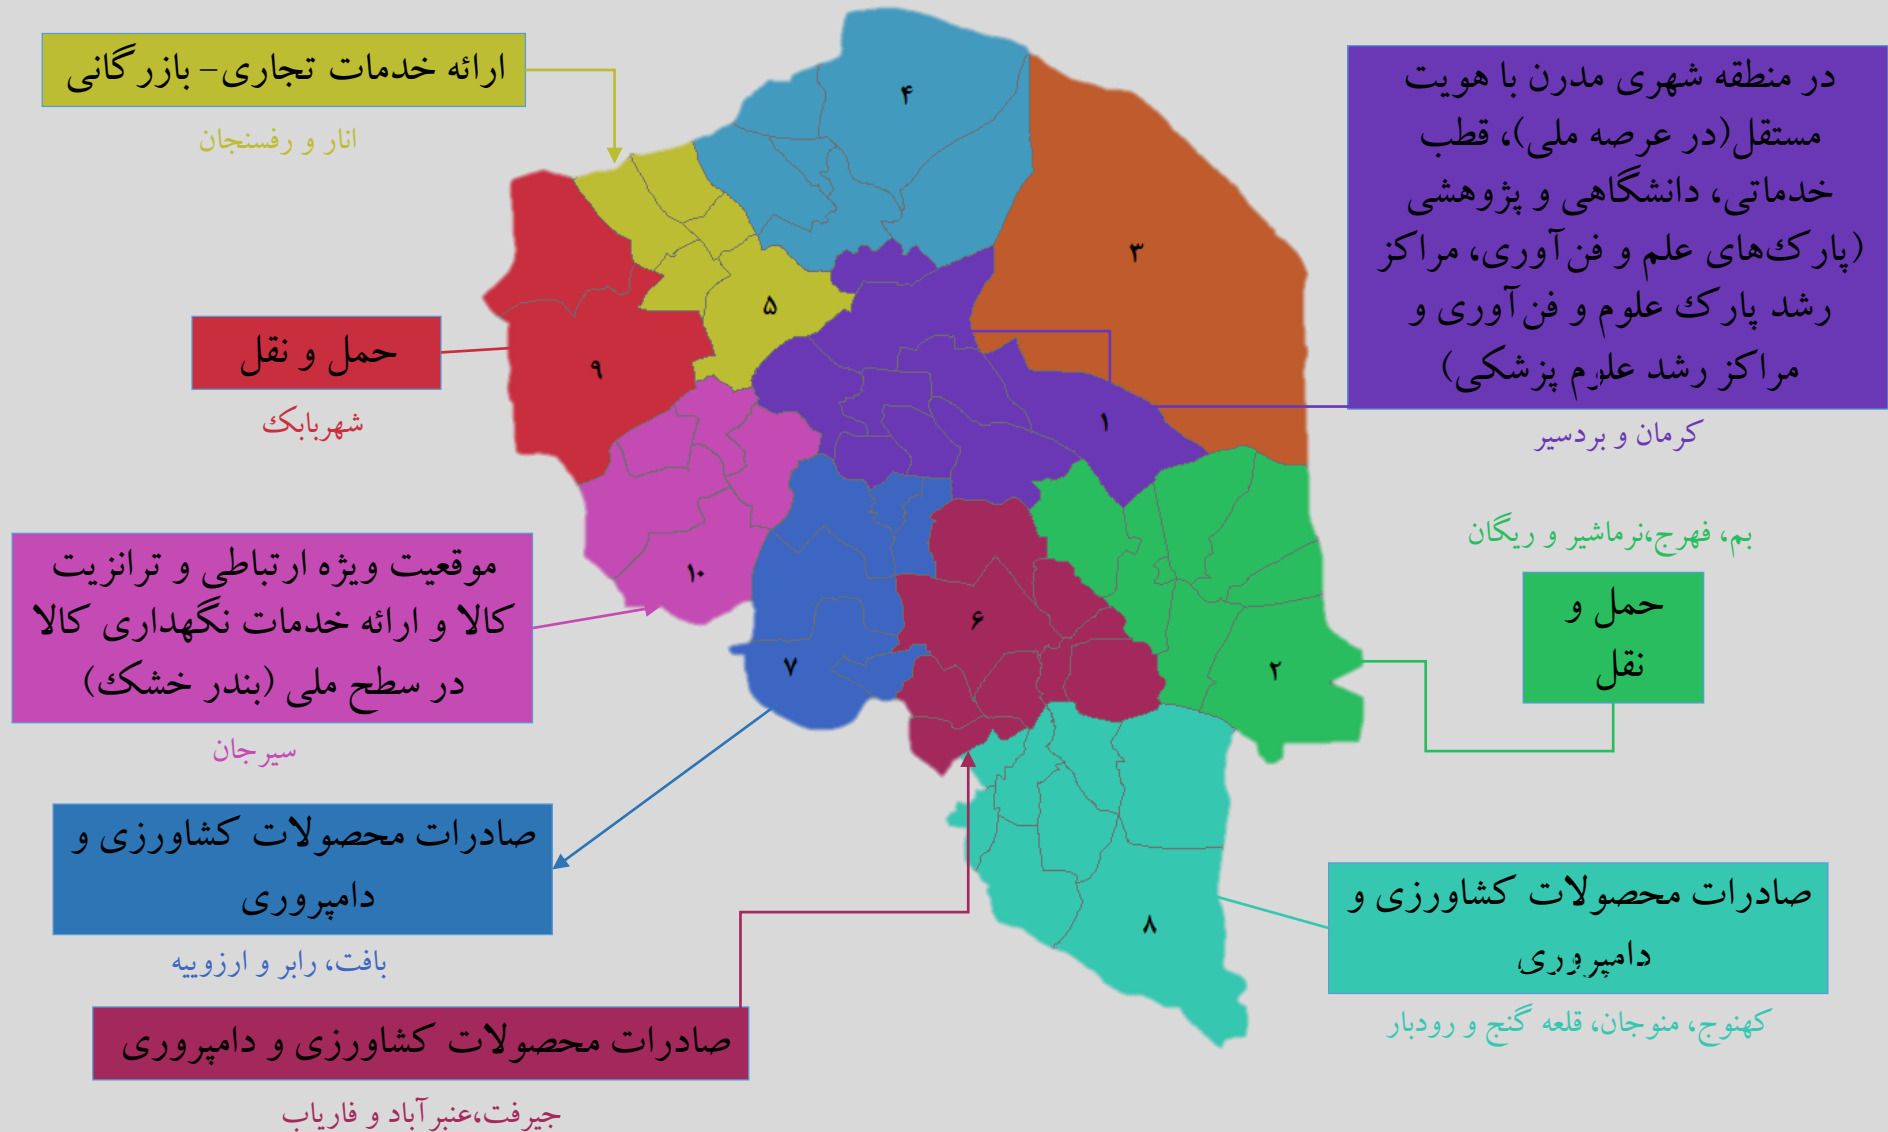 ارائه خدمات تجاری- بازرگانی
انار و رفسنجان
در منطقه شهری مدرن با هویت
مستقل(در عرصه ملی)، قطب
خدماتی، دانشگاهی و پژوهشی
(پارک‌های علم و فن‌آوری، مراکز
رشد پارک علوم و فن‌آوری و
مراکز رشد علوم پزشکی)
کرمان و بردسیر
حمل و نقل
شهربابک
بم، فهرج،نرماشیر و ریگان
حمل و
نقل
موقعیت ویژه ارتباطی و ترانزیت
کالا و ارائه خدمات نگهداری کالا
در سطح ملی (بندر خشک)
سیرجان
صادرات محصولات کشاورزی و
دامپروری
بافت، رابر و ارزوییه
صادرات محصولات کشاورزی و
دامپروری
کهنوج، منوجان، قلعه گنج و رودبار
صادرات محصولات کشاورزی و دامپروری
جیرفت،عنبرآباد و فاریاب
۴
۳
۵
۹
۱
۱۰
۶
۷
۲
۸